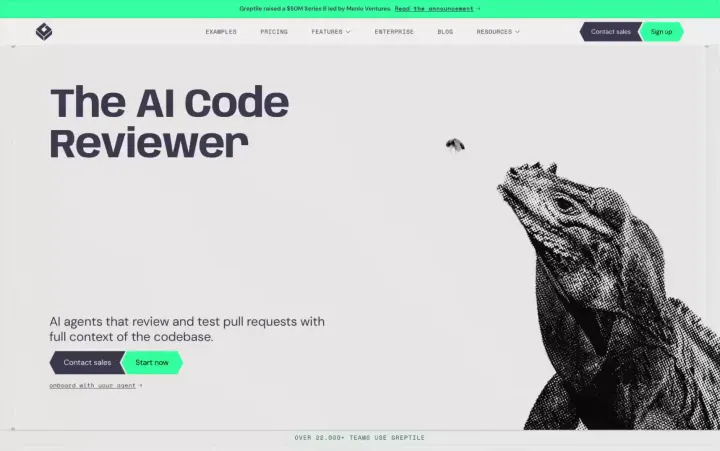 Greptile raised a $50M Series B led by Menlo Ventures. Read the announcement →
EXAMPLES PRICING FEATURES ENTERPRISE BLOG RESOURCES Contact sales Sign up
The AI Code
Reviewer
AI agents that review and test pull requests with
full context of the codebase.
Contact sales Start now
onboard with your agent →
OVER 22,000+ TEAMS USE GREPTILE